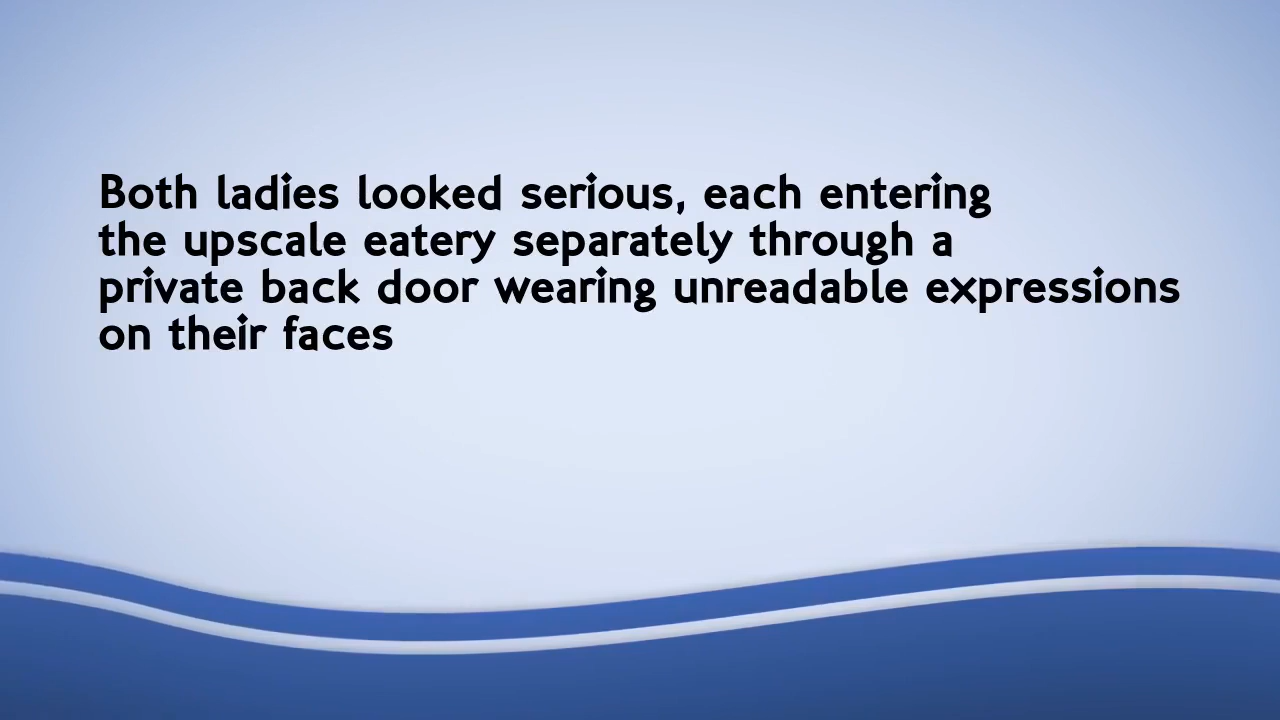 Both ladies looked serious, each entering
the upscale eatery separately through a
private back door wearing unreadable expressions
on their faces